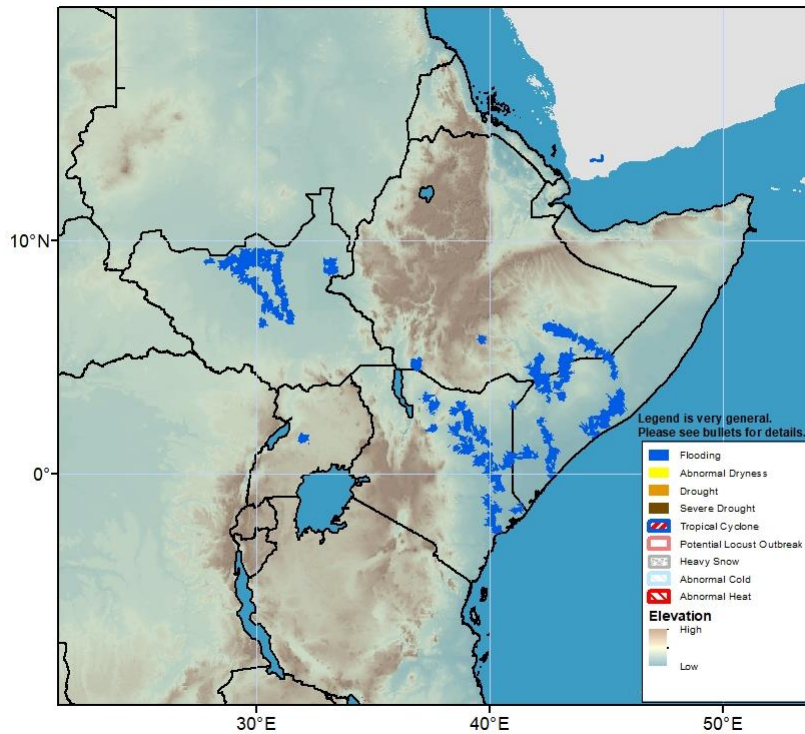 10°N
0°
30°E
40°E
50°E
Legend is very general.
Please see bullets for details.
Flooding
Abnormal Dryness
Drought
Severe Drought
Tropical Cyclone
Potential Locust Outbreak
Heavy Snow
Abnormal Cold
Abnormal Heat
Elevation
High
Low